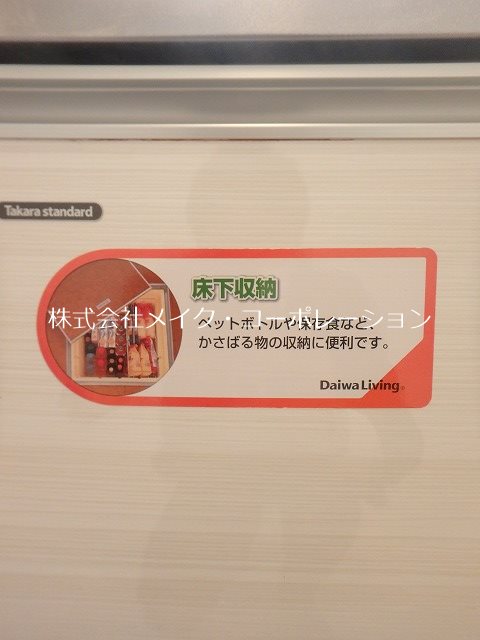 Takara standard
床下収納
株式会社メイク・コーポレーション
ペットボトルや保存食など、
かさばる物の収納に便利です。
DaiwaLiving®